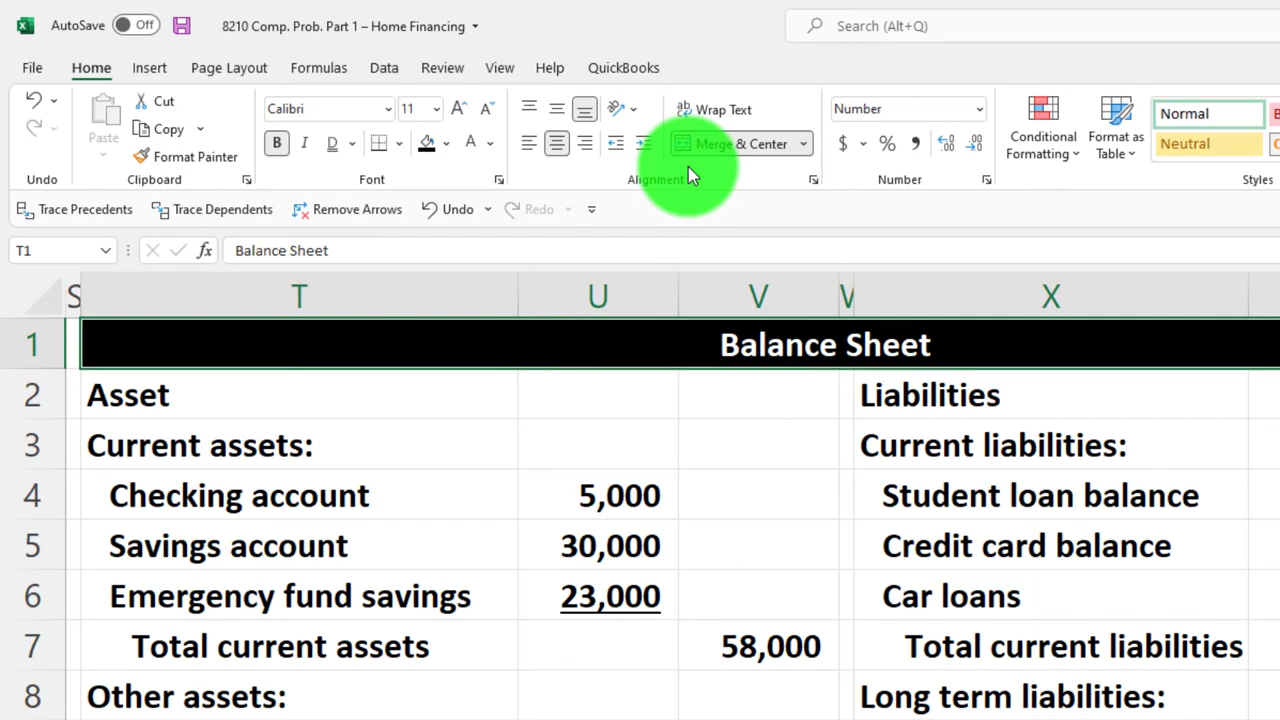 AutoSave Off 8210 Comp. Prob. Part 1 – Home Financing Search (Alt+Q)
File Home Insert Page Layout Formulas Data Review View Help QuickBooks
Cut Calibri 11 A A ab Wrap Text Number Normal
Paste Copy B I D A Merge & Center $ % , Conditional Formatting Format as Table Neutral
Format Painter
Undo Clipboard Font Alignment Number Styles
Trace Precedents Trace Dependents Remove Arrows Undo Redo
T1 fx Balance Sheet
S T U V W X
1 Balance Sheet
2 Asset Liabilities
3 Current assets: Current liabilities:
4 Checking account 5,000 Student loan balance
5 Savings account 30,000 Credit card balance
6 Emergency fund savings 23,000 Car loans
7 Total current assets 58,000 Total current liabilities
8 Other assets: Long term liabilities: